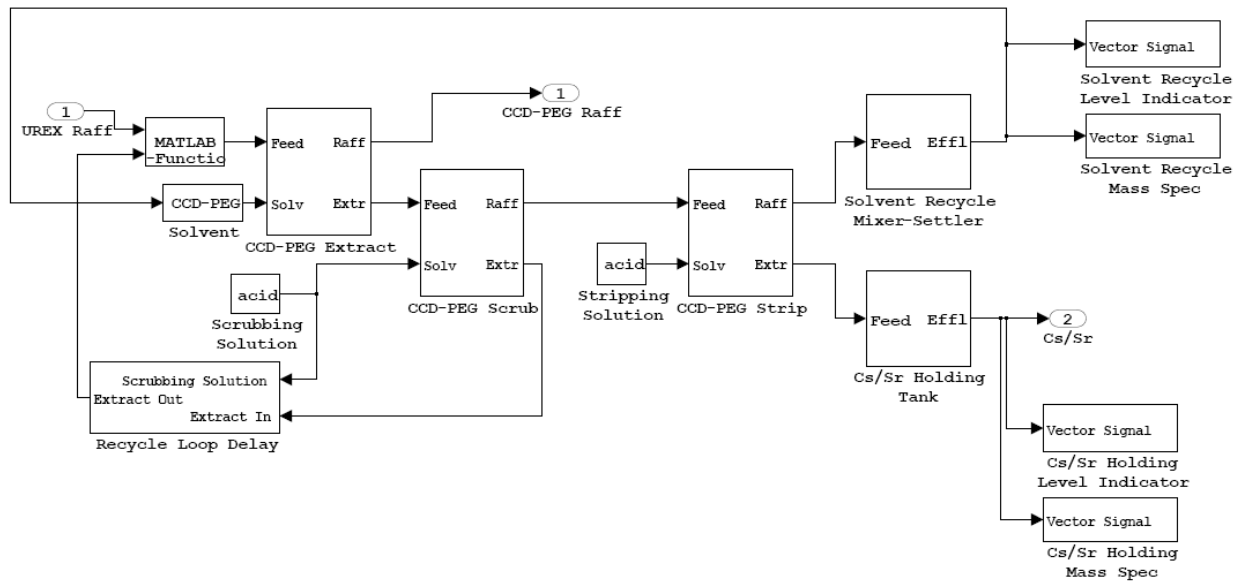 Vector Signal
Solvent Recycle
Level Indicator
1
UREX Raff
MATLAB
-Functio
Feed
Raff
Solv
Extr
CCD-PEG Extract
1
CCD-PEG Raff
CCD-PEG
Solvent
Feed
Raff
Solv
Extr
CCD-PEG Scrub
acid
Scrubbing
Solution
acid
Stripping
Solution
Feed
Raff
Solv
Extr
CCD-PEG Strip
Feed
Effl
Solvent Recycle
Mixer-Settler
Vector Signal
Solvent Recycle
Mass Spec
Feed
Effl
Cs/Sr Holding
Tank
2
Cs/Sr
Scrubbing Solution
Extract Out
Extract In
Recycle Loop Delay
Vector Signal
Cs/Sr Holding
Level Indicator
Vector Signal
Cs/Sr Holding
Mass Spec